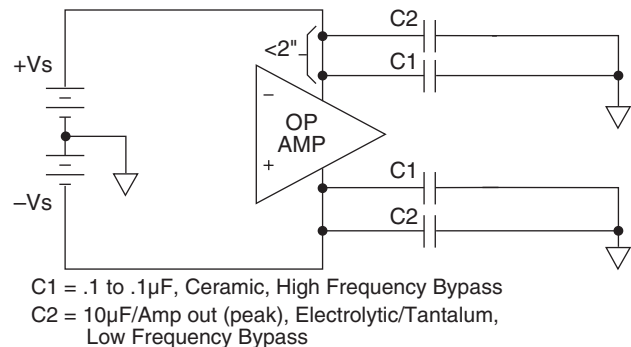 C2
<2"
+Vs
C1
−
OP
AMP
+
C1
−Vs
C2
C1 = .1 to .1µF, Ceramic, High Frequency Bypass
C2 = 10µF/Amp out (peak), Electrolytic/Tantalum,
Low Frequency Bypass